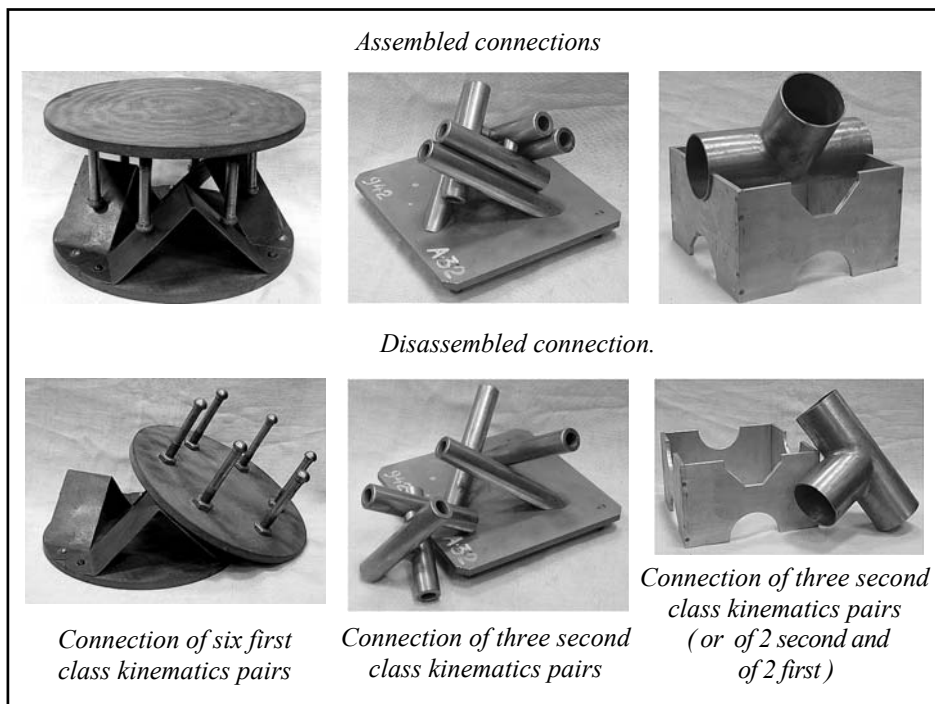 Assembled connections
942
A32
Disassembled connection.
942
A32
Connection of six first
class kinematics pairs
Connection of three second
class kinematics pairs
Connection of three second
class kinematics pairs
( or of 2 second and
of 2 first )